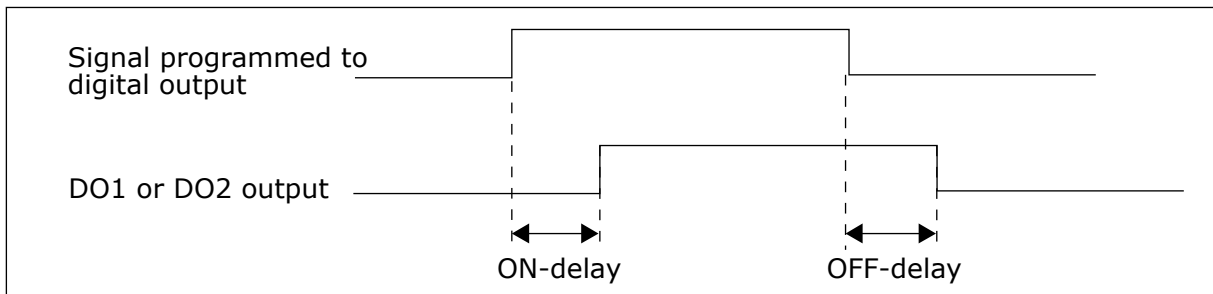 Signal programmed to
digital output
DO1 or DO2 output
ON-delay
OFF-delay